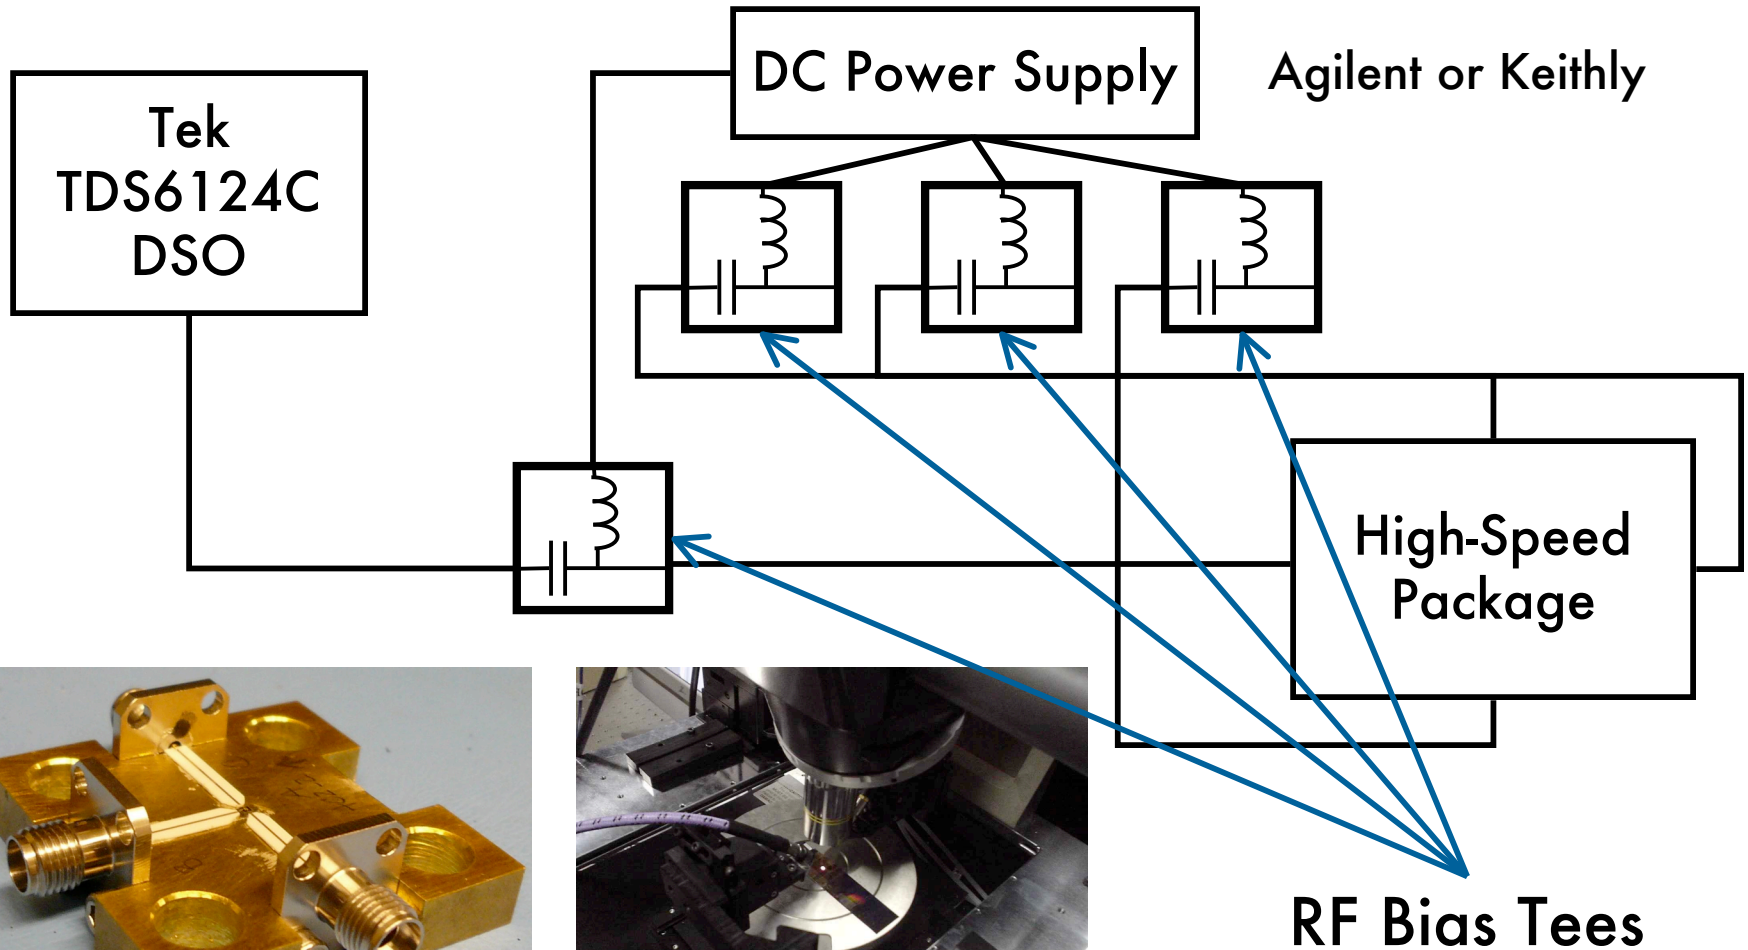 DC Power Supply
Agilent or Keithly
Tek
TDS6124C
DSO
High-Speed
Package
RF Bias Tees